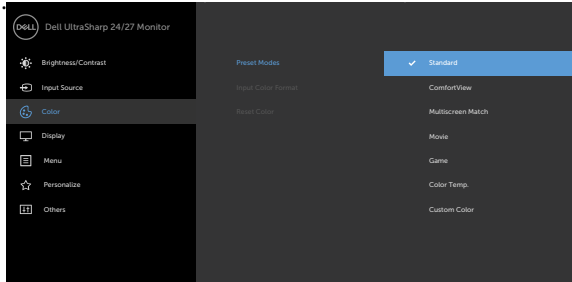 DELL
Dell UltraSharp 24/27 Monitor
Brightness/Contrast
Preset Modes
Standard
Input Source
Input Color Format
ComfortView
Color
Reset Color
Multiscreen Match
Display
Movie
Menu
Game
Personalize
Color Temp.
Others
Custom Color